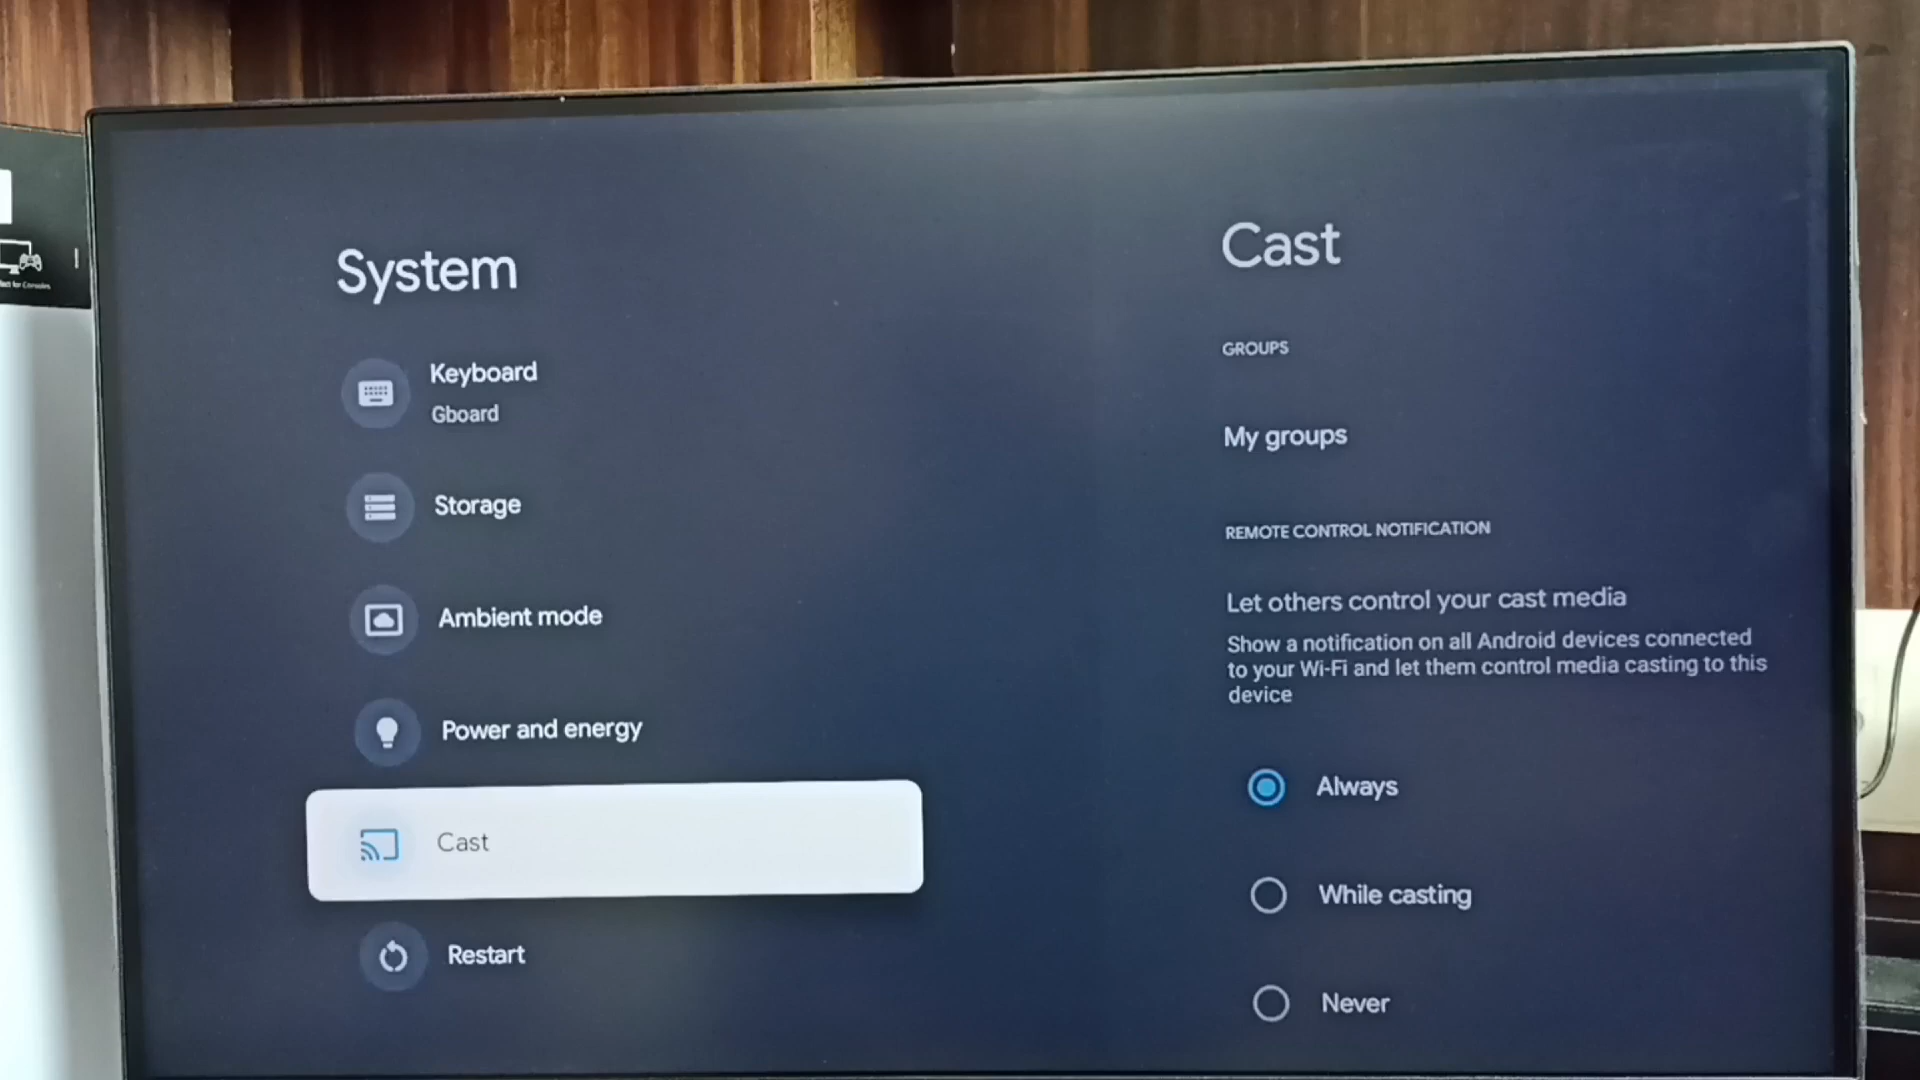 System
Keyboard
Gboard
Storage
Ambient mode
Power and energy
Cast
Restart
Cast
GROUPS
My groups
REMOTE CONTROL NOTIFICATION
Let others control your cast media
Show a notification on all Android devices connected
to your Wi-Fi and let them control media casting to this
device
Always
While casting
Never
for Consoles